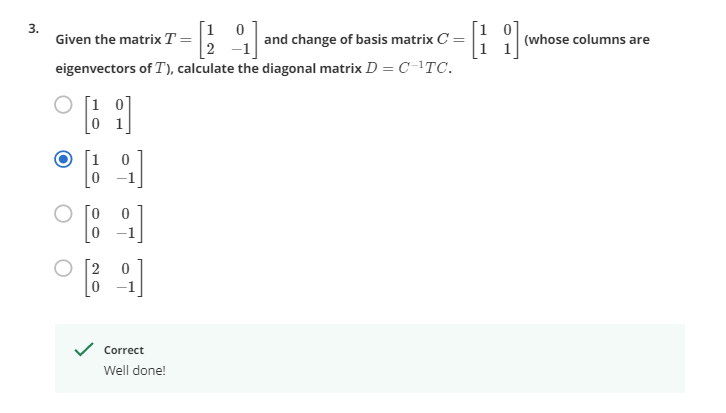 3.
Given the matrix T = [1 0; 2 −1] and change of basis matrix C = [1 0; 1 1] (whose columns are
eigenvectors of T), calculate the diagonal matrix D = C⁻¹TC.
[1 0
0 1]
[1 0
0 −1]
[0 0
0 −1]
[2 0
0 −1]
Correct
Well done!